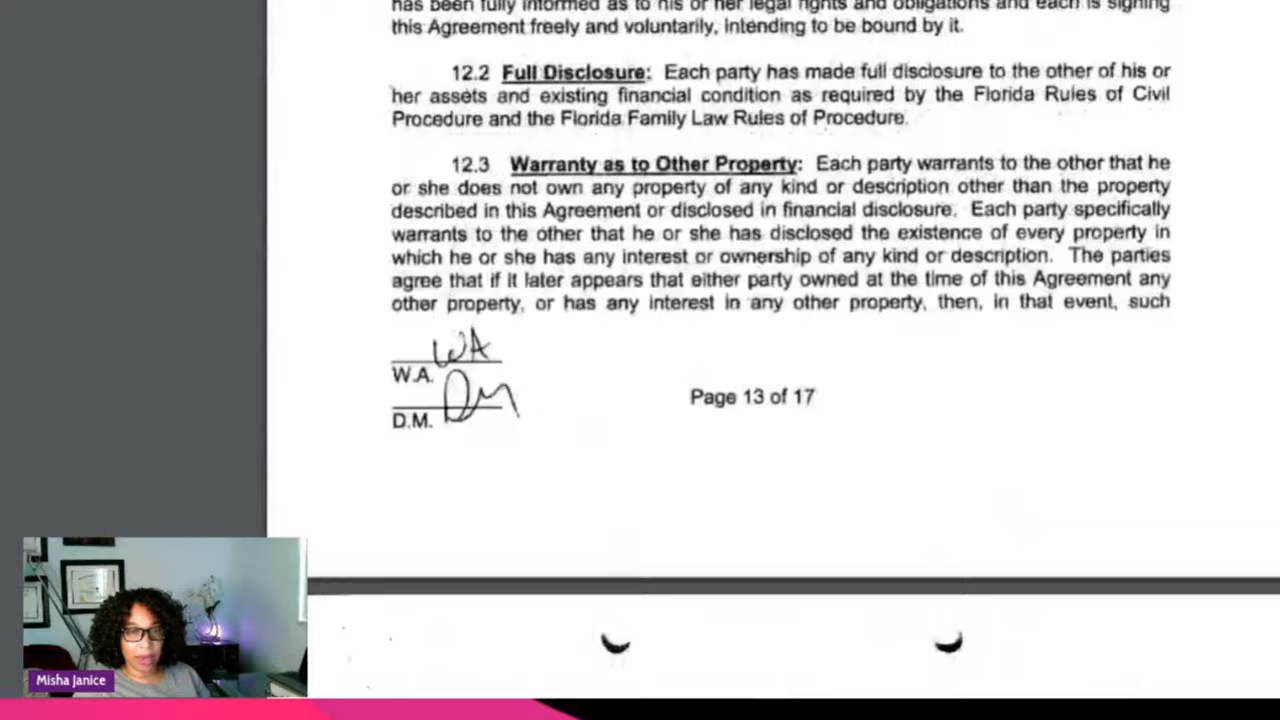 has been fully informed as to his or her legal rights and obligations and each is signing
this Agreement freely and voluntarily, intending to be bound by it.
12.2 Full Disclosure: Each party has made full disclosure to the other of his or
her assets and existing financial condition as required by the Florida Rules of Civil
Procedure and the Florida Family Law Rules of Procedure.
12.3 Warranty as to Other Property: Each party warrants to the other that he
or she does not own any property of any kind or description other than the property
described in this Agreement or disclosed in financial disclosure. Each party specifically
warrants to the other that he or she has disclosed the existence of every property in
which he or she has any interest or ownership of any kind or description. The parties
agree that if it later appears that either party owned at the time of this Agreement any
other property, or has any interest in any other property, then, in that event, such
WA
W.A.
DM
D.M.
Page 13 of 17
Misha Janice